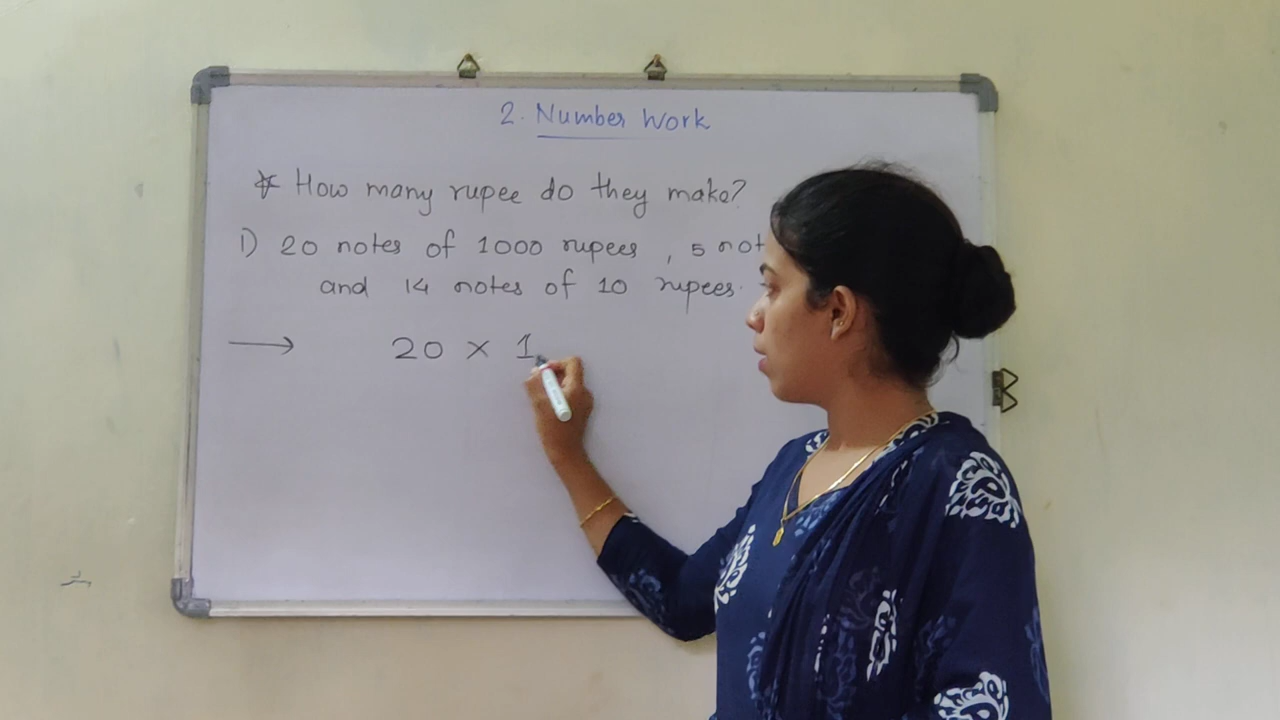 2. Number Work
* How many rupee do they make?
1) 20 notes of 1000 rupees, 5 not
and 14 notes of 10 rupees.
→ 20 × 1